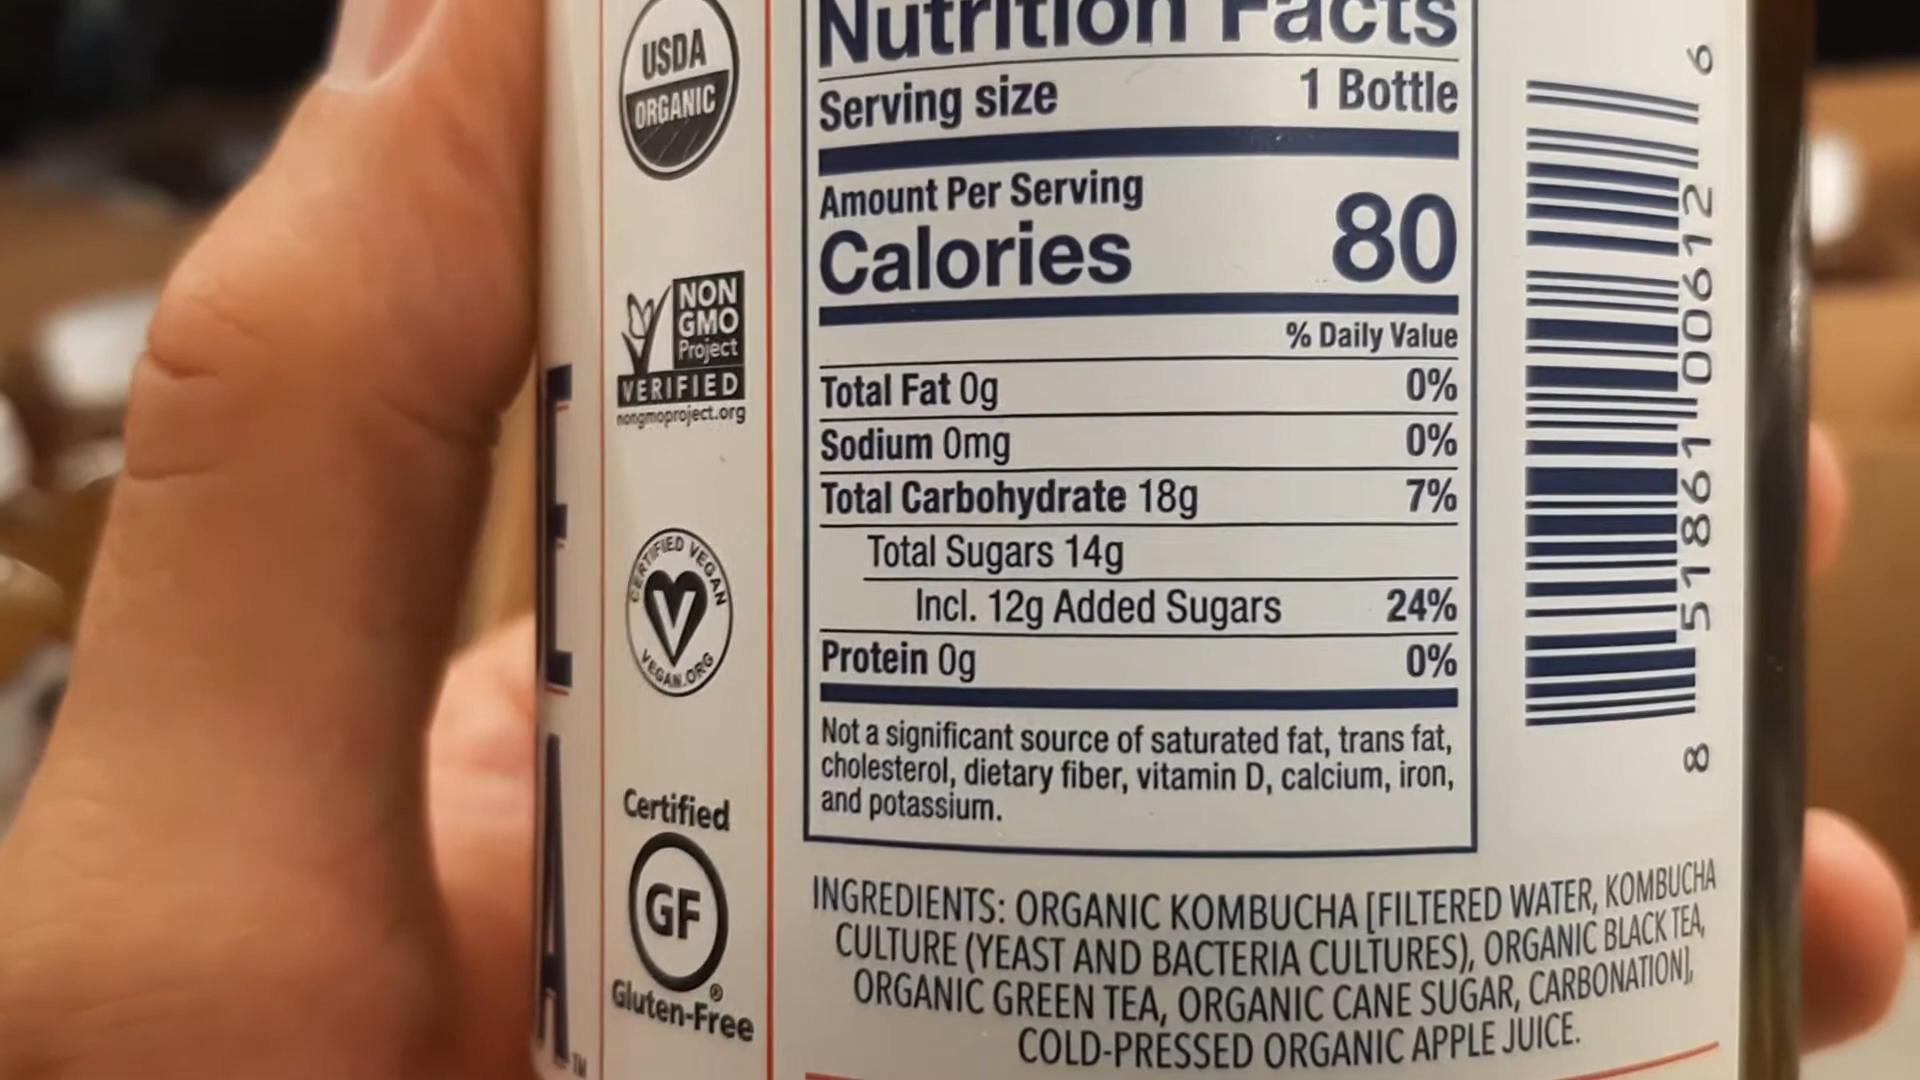 USDA
ORGANIC
NON
GMO
Project
VERIFIED
nongmoproject.org
CERTIFIED VEGAN
VEGAN.ORG
Certified
GF
®
Gluten-Free
E
A
TM
Nutrition Facts
Serving size 1 Bottle
Amount Per Serving
Calories 80
% Daily Value
Total Fat 0g 0%
Sodium 0mg 0%
Total Carbohydrate 18g 7%
Total Sugars 14g
Incl. 12g Added Sugars 24%
Protein 0g 0%
Not a significant source of saturated fat, trans fat,
cholesterol, dietary fiber, vitamin D, calcium, iron,
and potassium.
INGREDIENTS: ORGANIC KOMBUCHA [FILTERED WATER, KOMBUCHA
CULTURE (YEAST AND BACTERIA CULTURES), ORGANIC BLACK TEA,
ORGANIC GREEN TEA, ORGANIC CANE SUGAR, CARBONATION],
COLD-PRESSED ORGANIC APPLE JUICE.
8 51861 00612 6